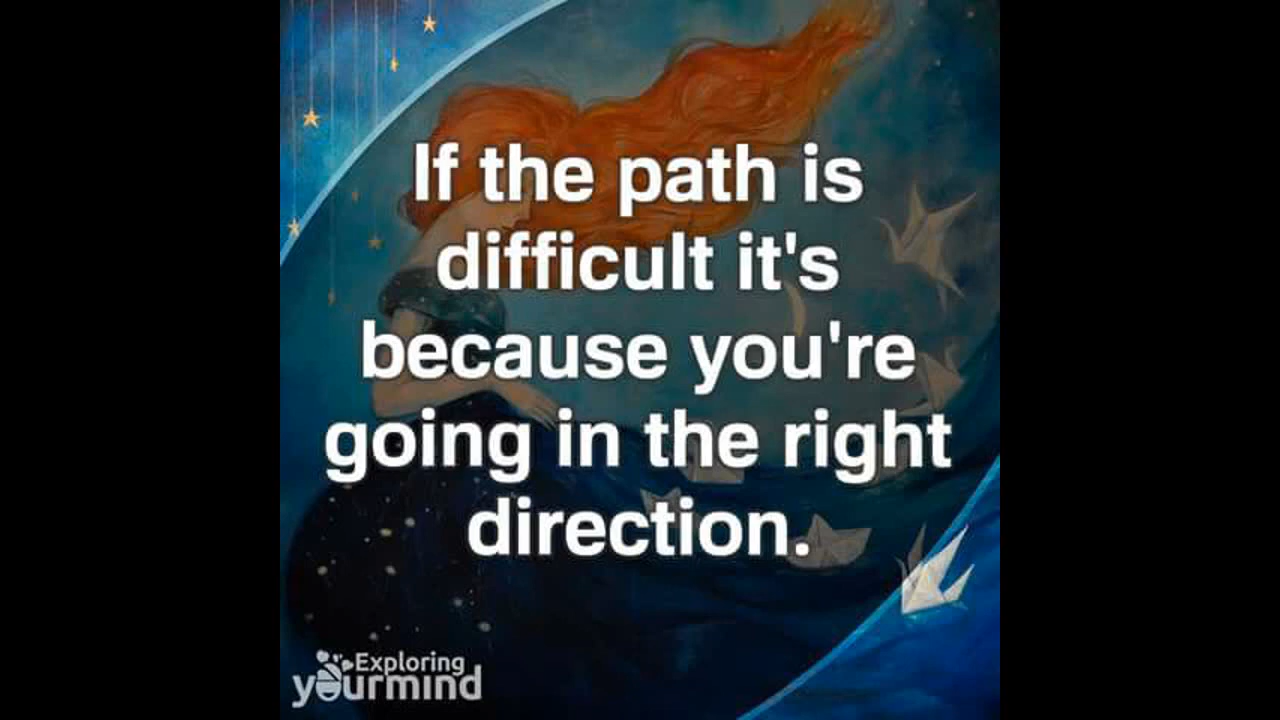 If the path is
difficult it's
because you're
going in the right
direction.
Exploring
yourmind